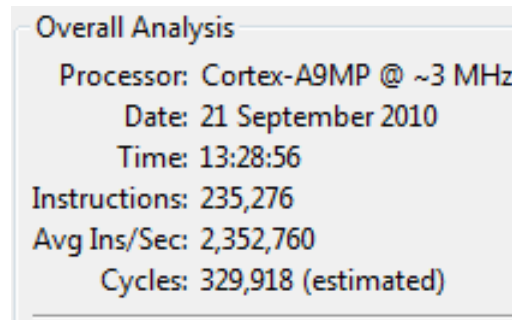 Overall Analysis
Processor: Cortex-A9MP @ ~3 MHz
Date: 21 September 2010
Time: 13:28:56
Instructions: 235,276
Avg Ins/Sec: 2,352,760
Cycles: 329,918 (estimated)